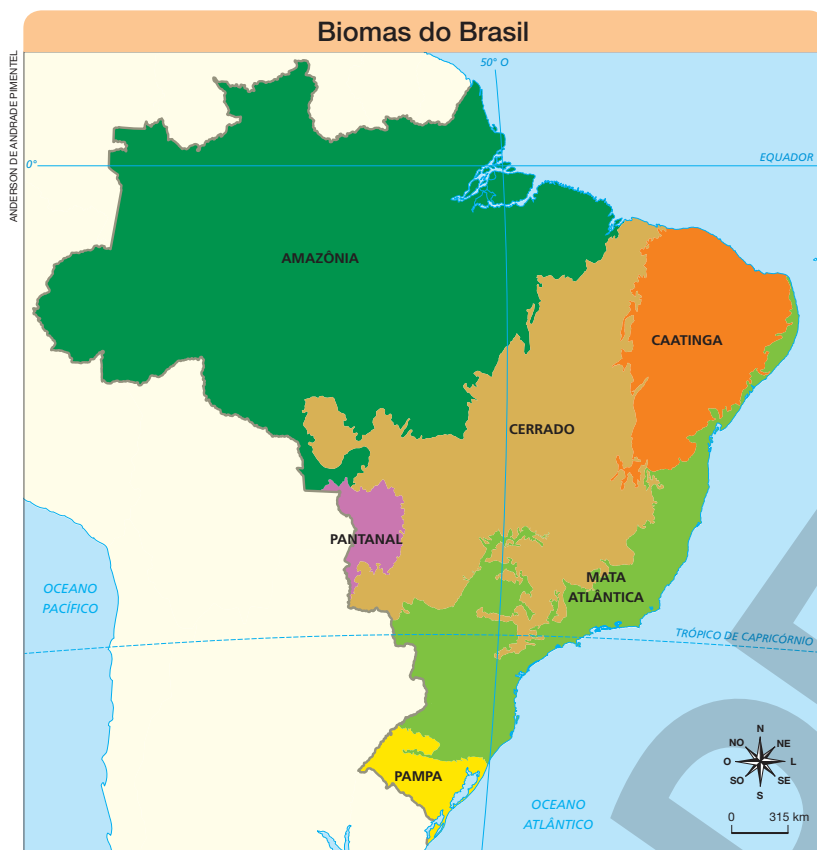 Biomas do Brasil
ANDERSON DE ANDRADE PIMENTEL
50° O
0°
EQUADOR
AMAZÔNIA
CAATINGA
CERRADO
PANTANAL
MATA
ATLÂNTICA
OCEANO
PACÍFICO
TRÓPICO DE CAPRICÓRNIO
PAMPA
OCEANO
ATLÂNTICO
N
NO NE
O L
SO SE
S
0 315 km